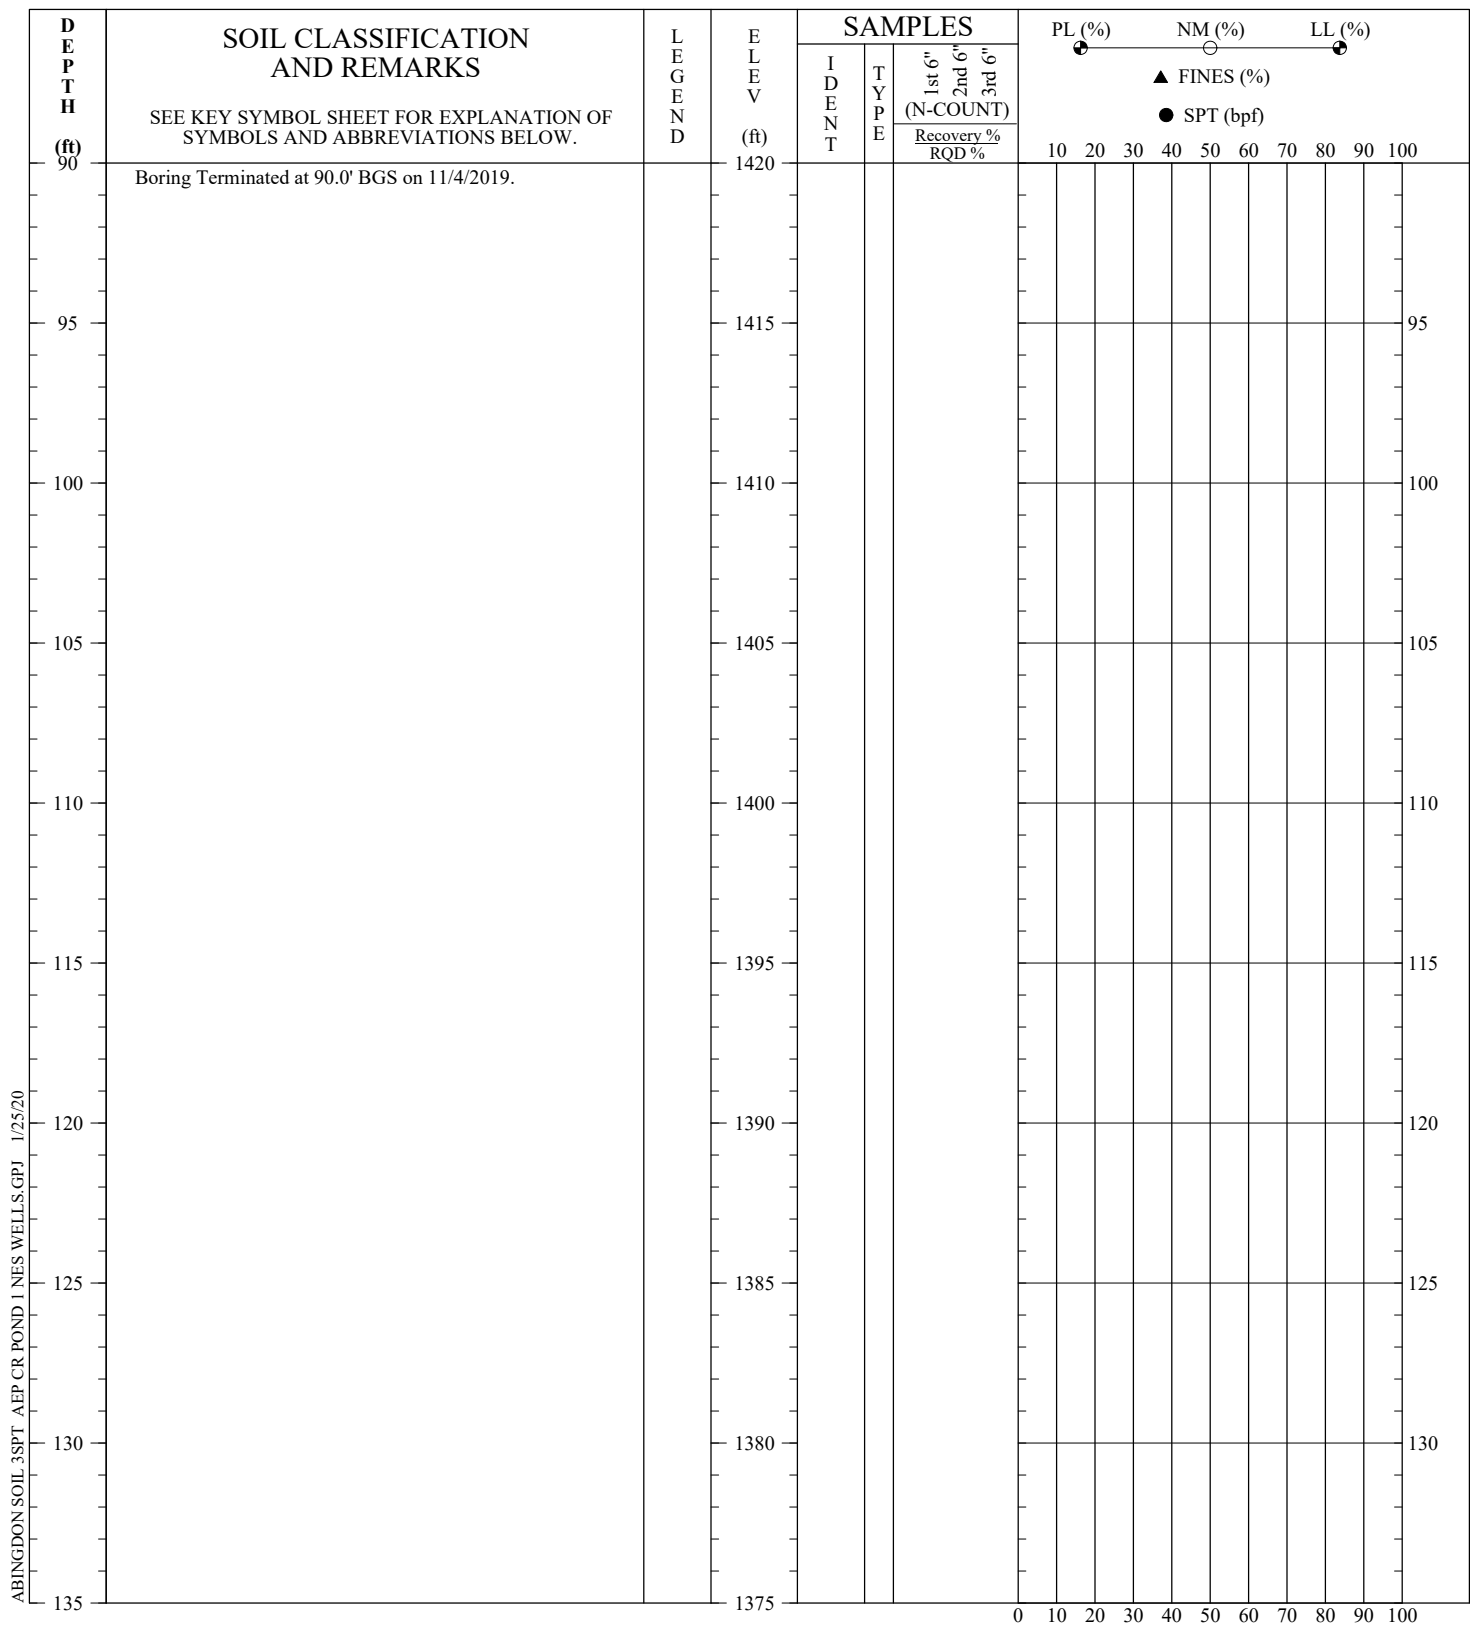 DEPTH
(ft)
SOIL CLASSIFICATION
AND REMARKS
SEE KEY SYMBOL SHEET FOR EXPLANATION OF
SYMBOLS AND ABBREVIATIONS BELOW.
LEGEND
ELEV
(ft)
SAMPLES
IDENT
TYPE
1st 6"
2nd 6"
3rd 6"
(N-COUNT)
Recovery %
RQD %
PL (%) NM (%) LL (%)
▲ FINES (%)
● SPT (bpf)
10 20 30 40 50 60 70 80 90 100
90 1420
Boring Terminated at 90.0' BGS on 11/4/2019.
95 1415 95
100 1410 100
105 1405 105
110 1400 110
115 1395 115
120 1390 120
125 1385 125
130 1380 130
135 1375
0 10 20 30 40 50 60 70 80 90 100
ABINGDON SOIL 3SPT AEP CR POND 1 NES WELLS.GPJ 1/25/20